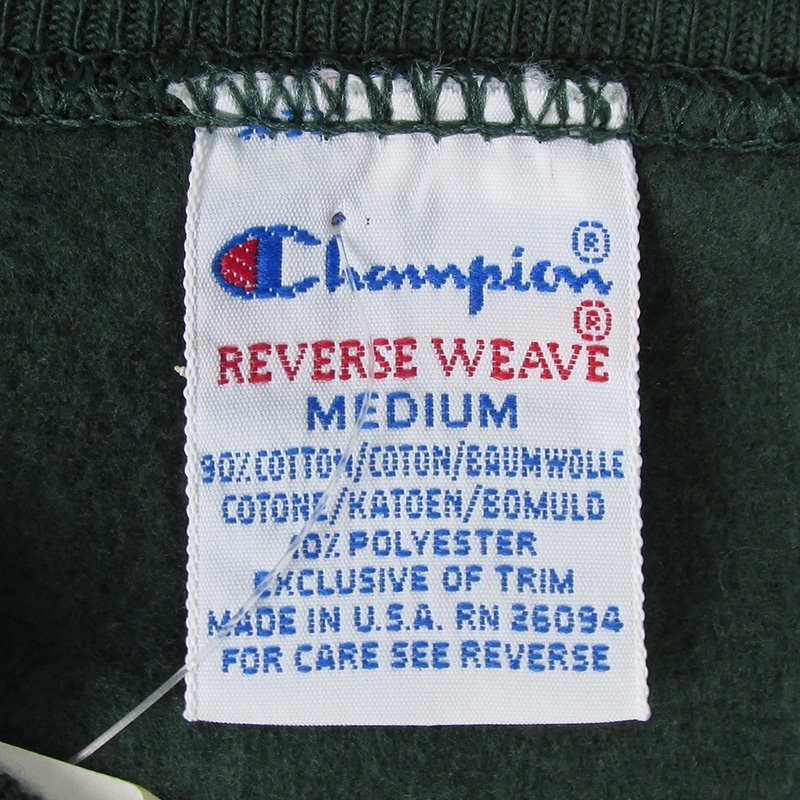 Champion®
REVERSE WEAVE®
MEDIUM
90% COTTON/COTON/BAUMWOLLE
COTONE/KATOEN/BOMULO
10% POLYESTER
EXCLUSIVE OF TRIM
MADE IN U.S.A. RN 26094
FOR CARE SEE REVERSE